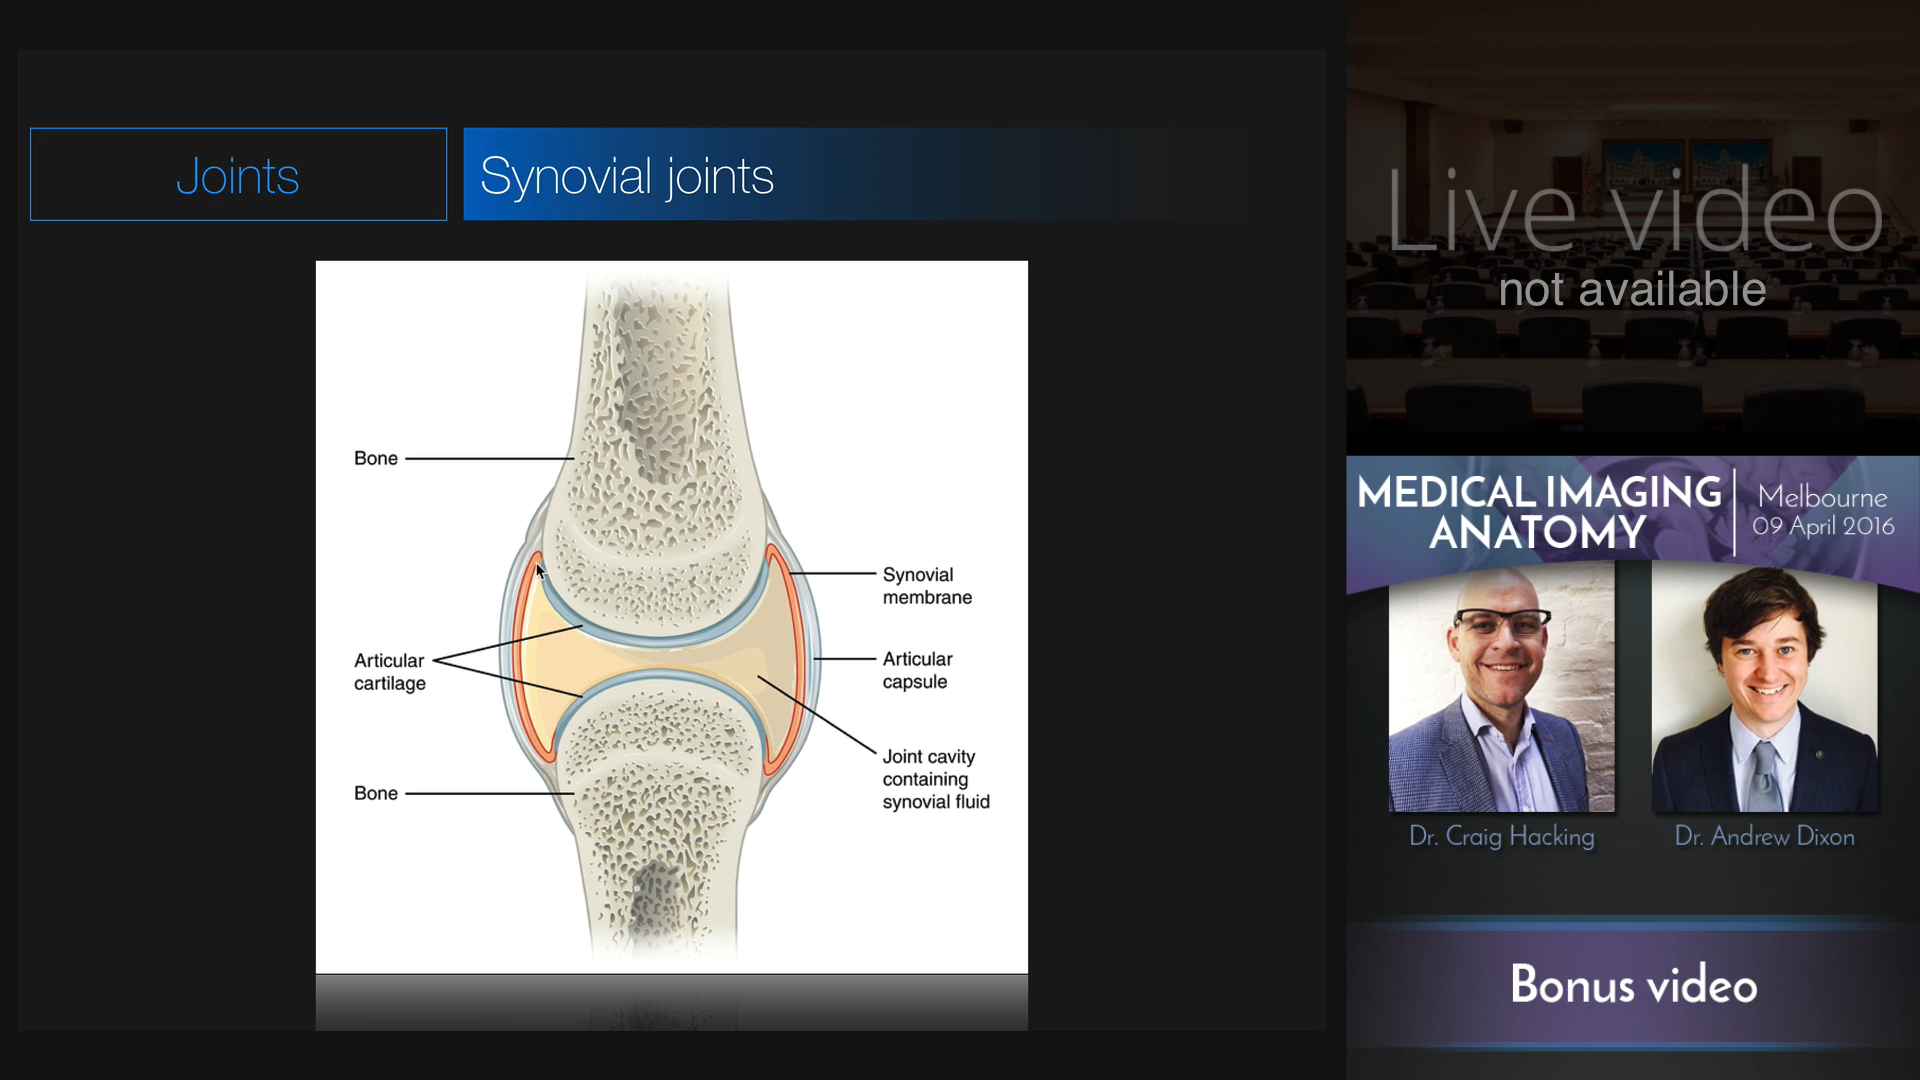 Joints
Synovial joints
Bone
Synovial
membrane
Articular
cartilage
Articular
capsule
Joint cavity
containing
synovial fluid
Bone
Live video
not available
MEDICAL IMAGING
ANATOMY
Melbourne
09 April 2016
Dr. Craig Hacking
Dr. Andrew Dixon
Bonus video